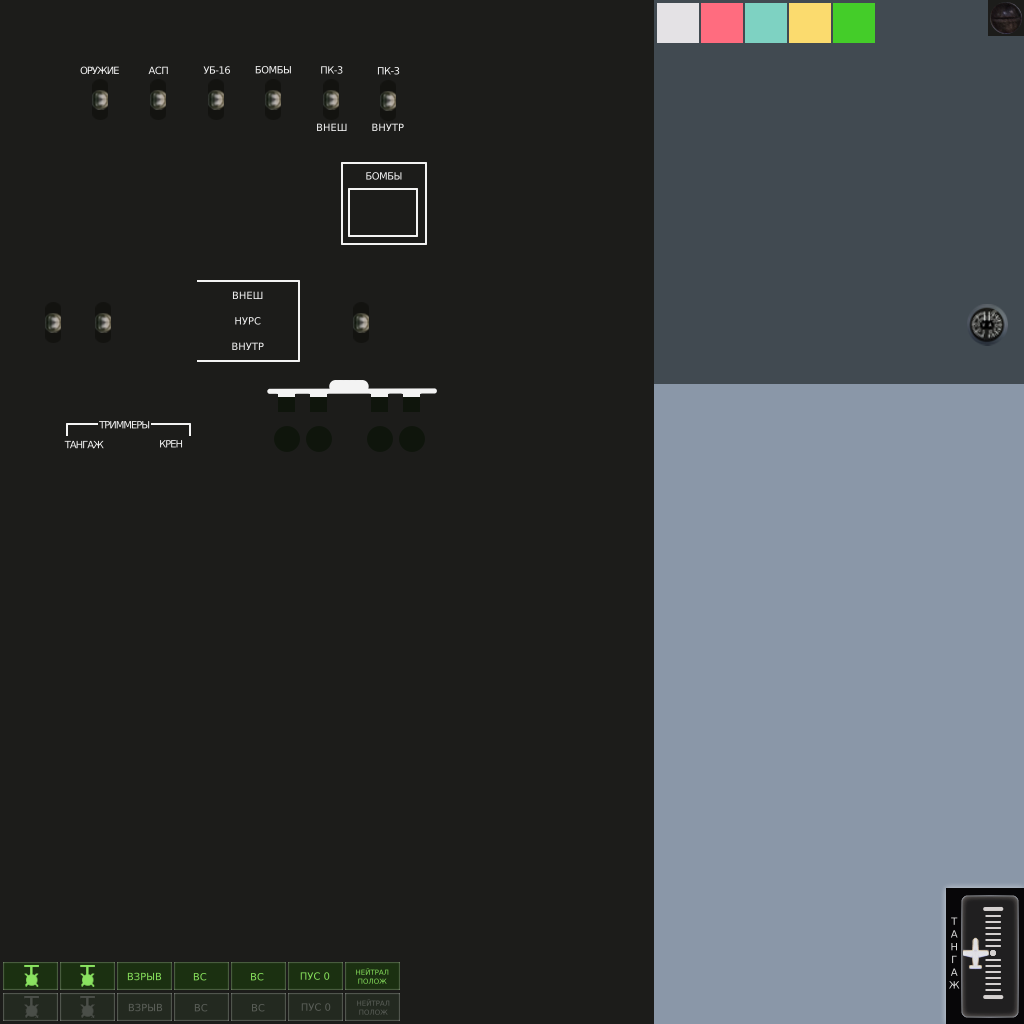 ОРУЖИЕ АСП УБ-16 БОМБЫ ПК-3 ПК-3
ВНЕШ ВНУТР
БОМБЫ
ВНЕШ
НУРС
ВНУТР
ТРИММЕРЫ
ТАНГАЖ КРЕН
ТАНГАЖ
ВЗРЫВ ВС ВС ПУС 0 НЕЙТРАЛ
ПОЛОЖ
ВЗРЫВ ВС ВС ПУС 0 НЕЙТРАЛ
ПОЛОЖ